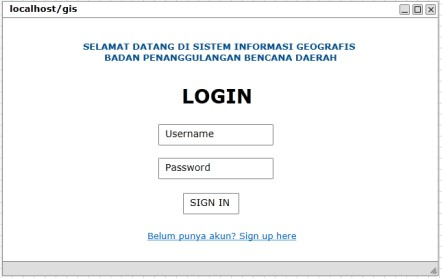 localhost/gis
SELAMAT DATANG DI SISTEM INFORMASI GEOGRAFIS
BADAN PENANGGULANGAN BENCANA DAERAH
LOGIN
Username
Password
SIGN IN
Belum punya akun? Sign up here